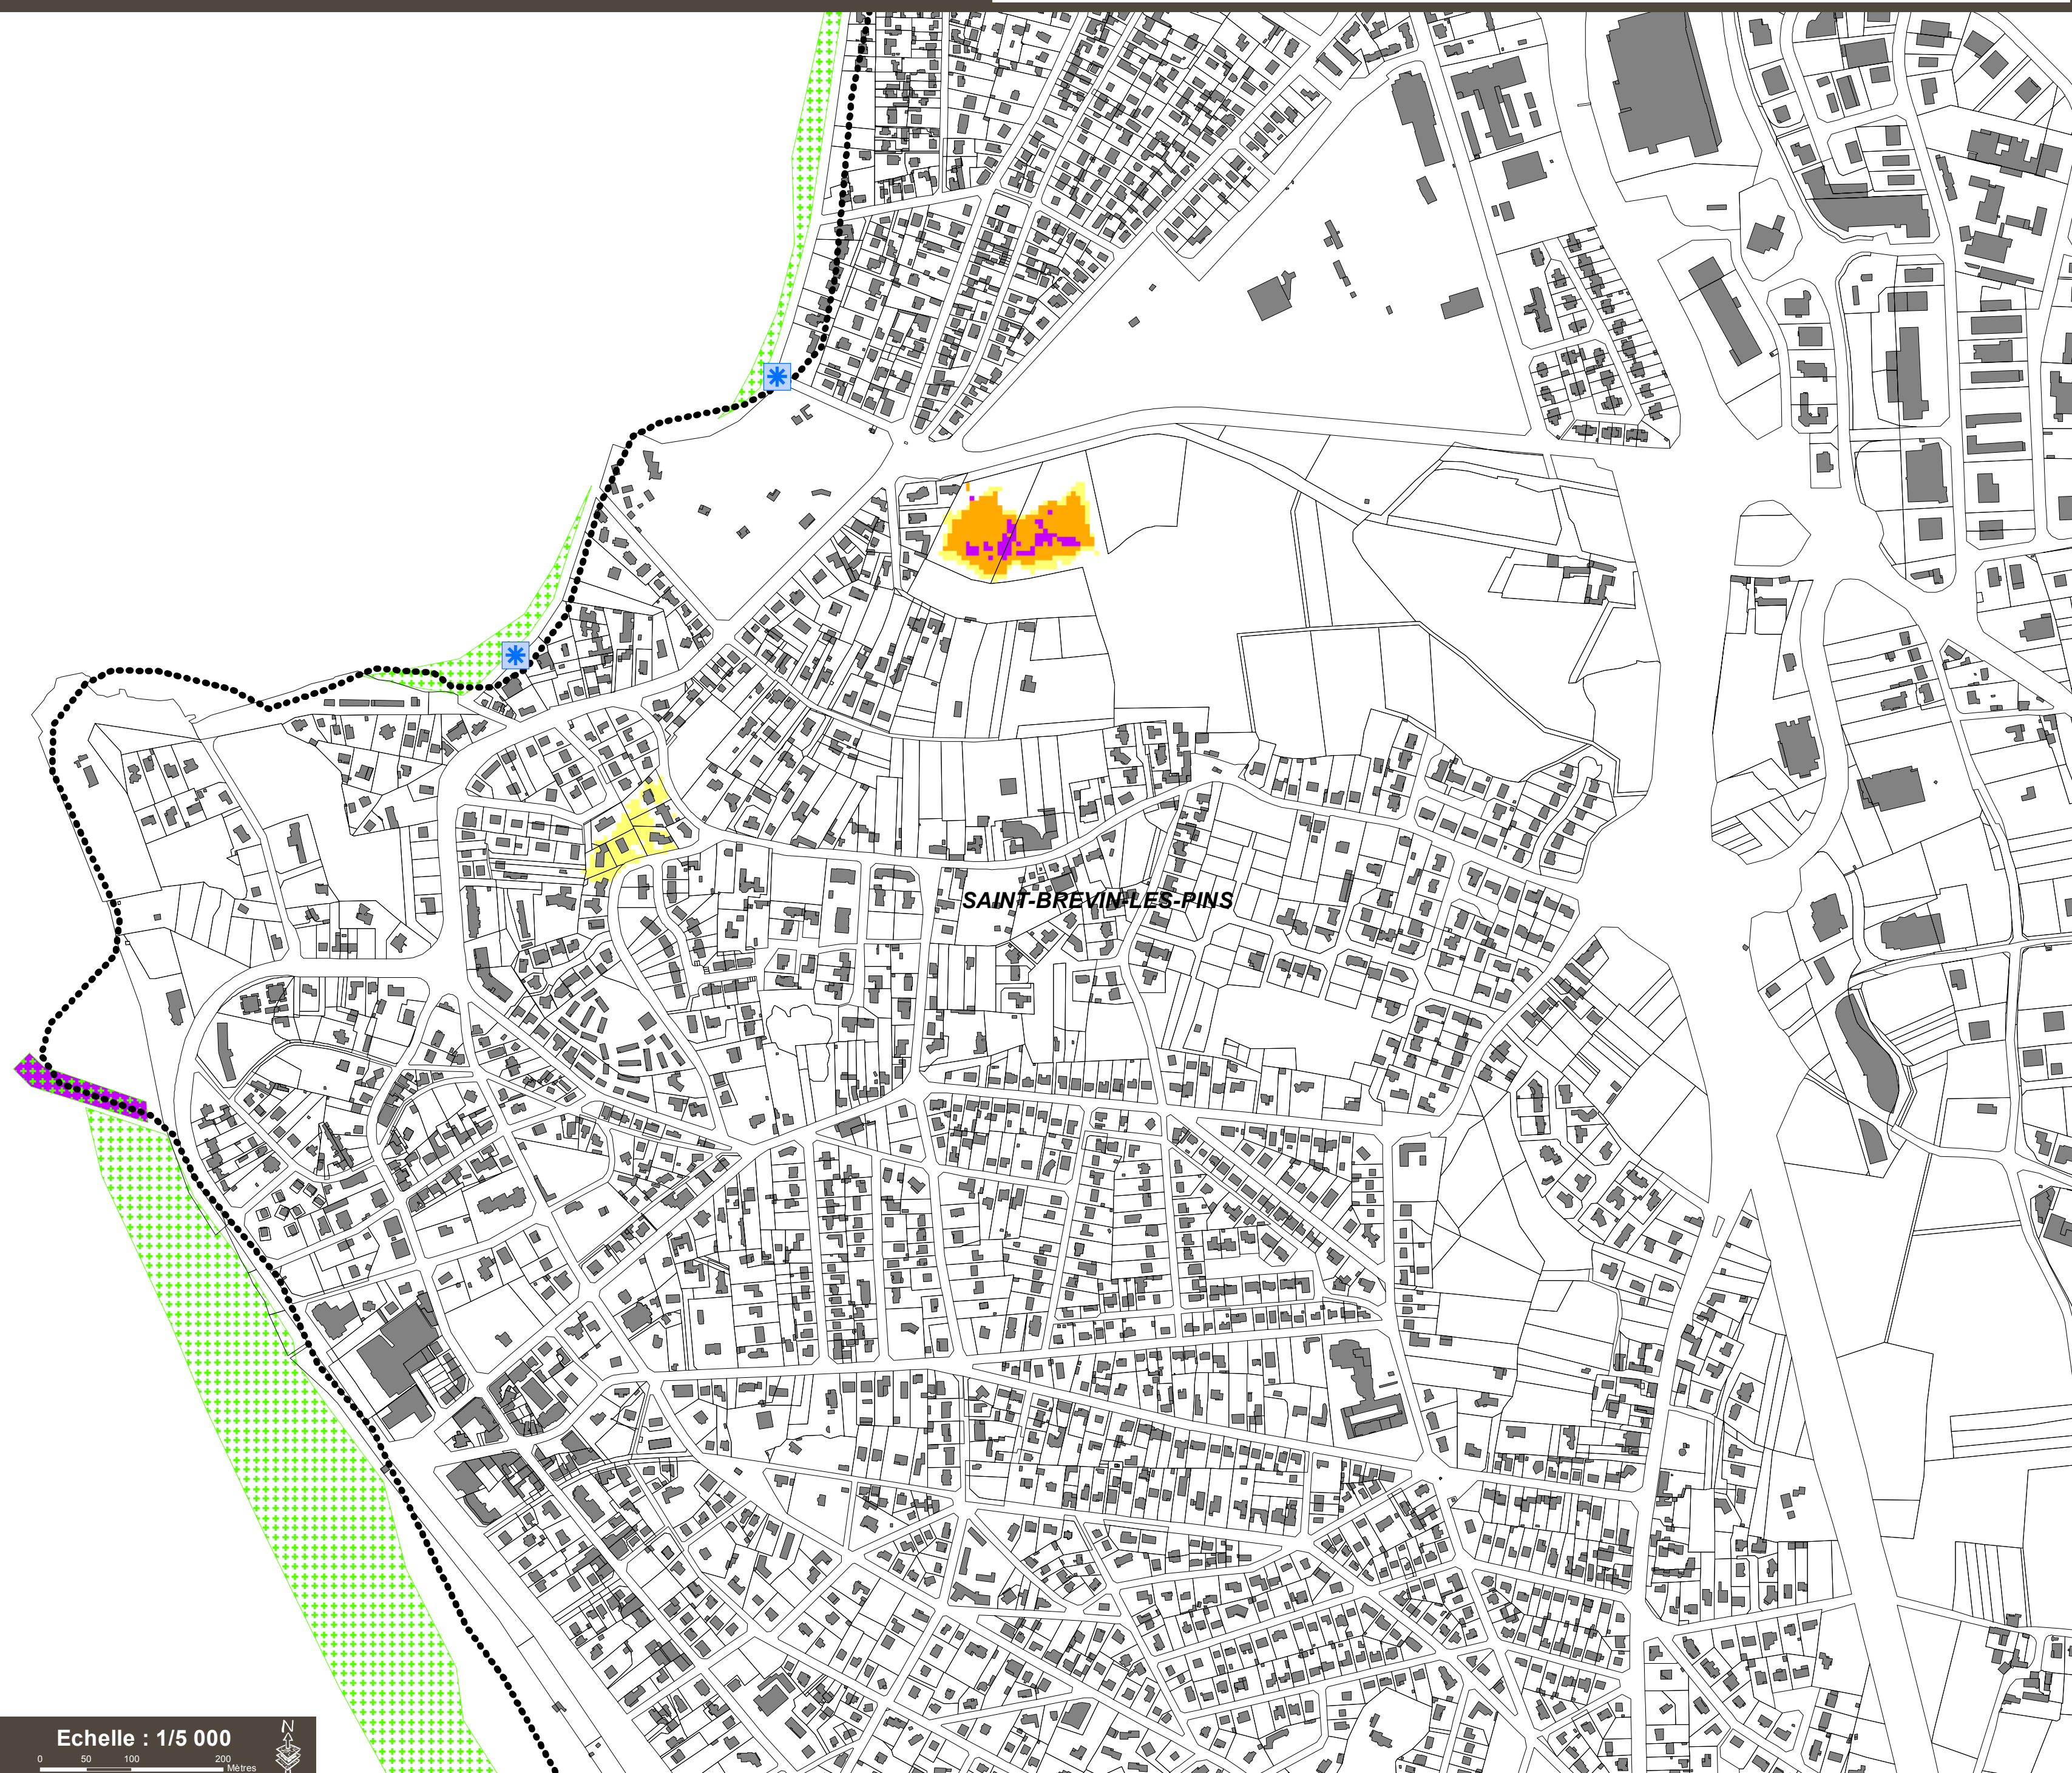 SAINT-BREVIN-LES-PINS
Echelle : 1/5 000
N
0 50 100 200
Mètres